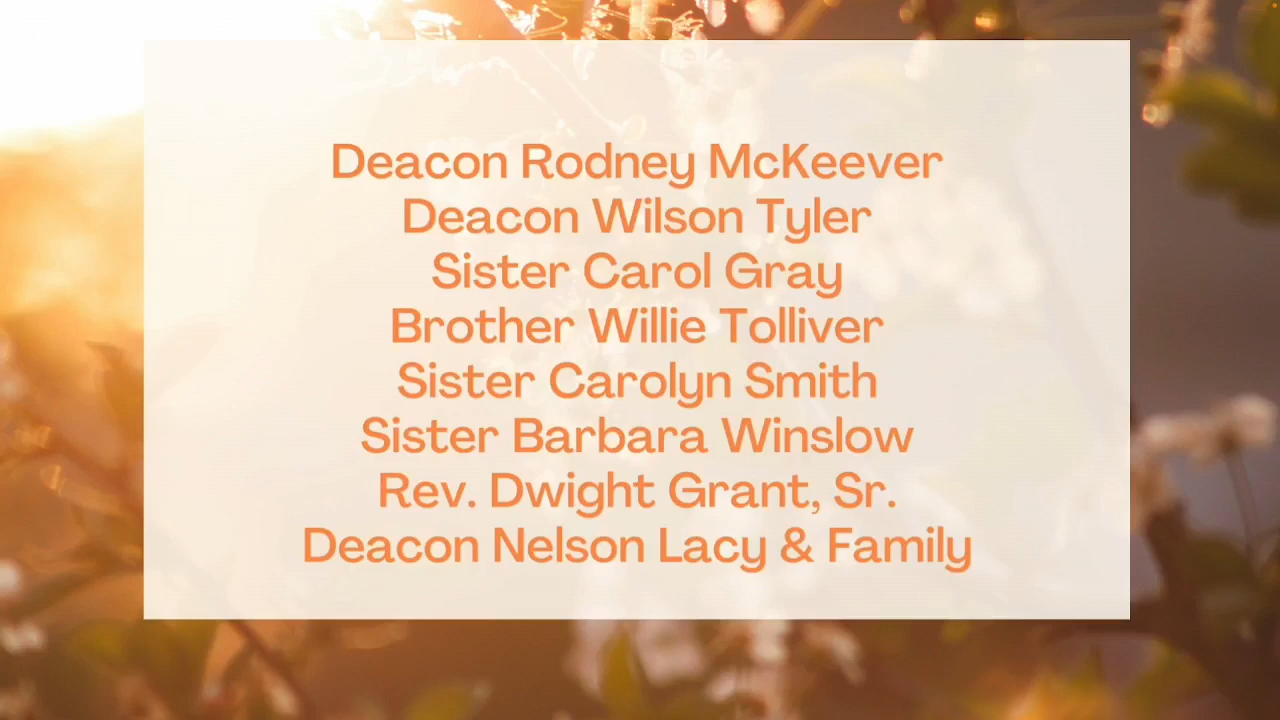 Deacon Rodney McKeever
Deacon Wilson Tyler
Sister Carol Gray
Brother Willie Tolliver
Sister Carolyn Smith
Sister Barbara Winslow
Rev. Dwight Grant, Sr.
Deacon Nelson Lacy & Family